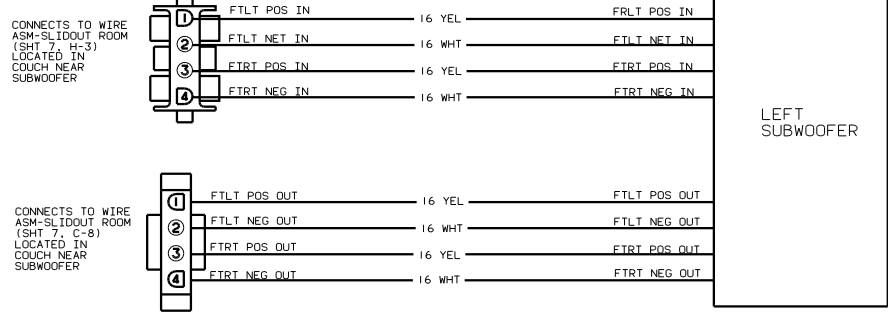 FTLT POS IN 16 YEL FRLT POS IN
CONNECTS TO WIRE
ASM-SLIDOUT ROOM
(SHT 7, H-3)
LOCATED IN
COUCH NEAR
SUBWOOFER
1
2
3
4
FTLT NET IN 16 WHT FTLT NET IN
FTRT POS IN 16 YEL FTRT POS IN
FTRT NEG IN 16 WHT FTRT NEG IN
LEFT
SUBWOOFER
CONNECTS TO WIRE
ASM-SLIDOUT ROOM
(SHT 7, C-8)
LOCATED IN
COUCH NEAR
SUBWOOFER
1
2
3
4
FTLT POS OUT 16 YEL FTLT POS OUT
FTLT NEG OUT 16 WHT FTLT NEG OUT
FTRT POS OUT 16 YEL FTRT POS OUT
FTRT NEG OUT 16 WHT FTRT NEG OUT